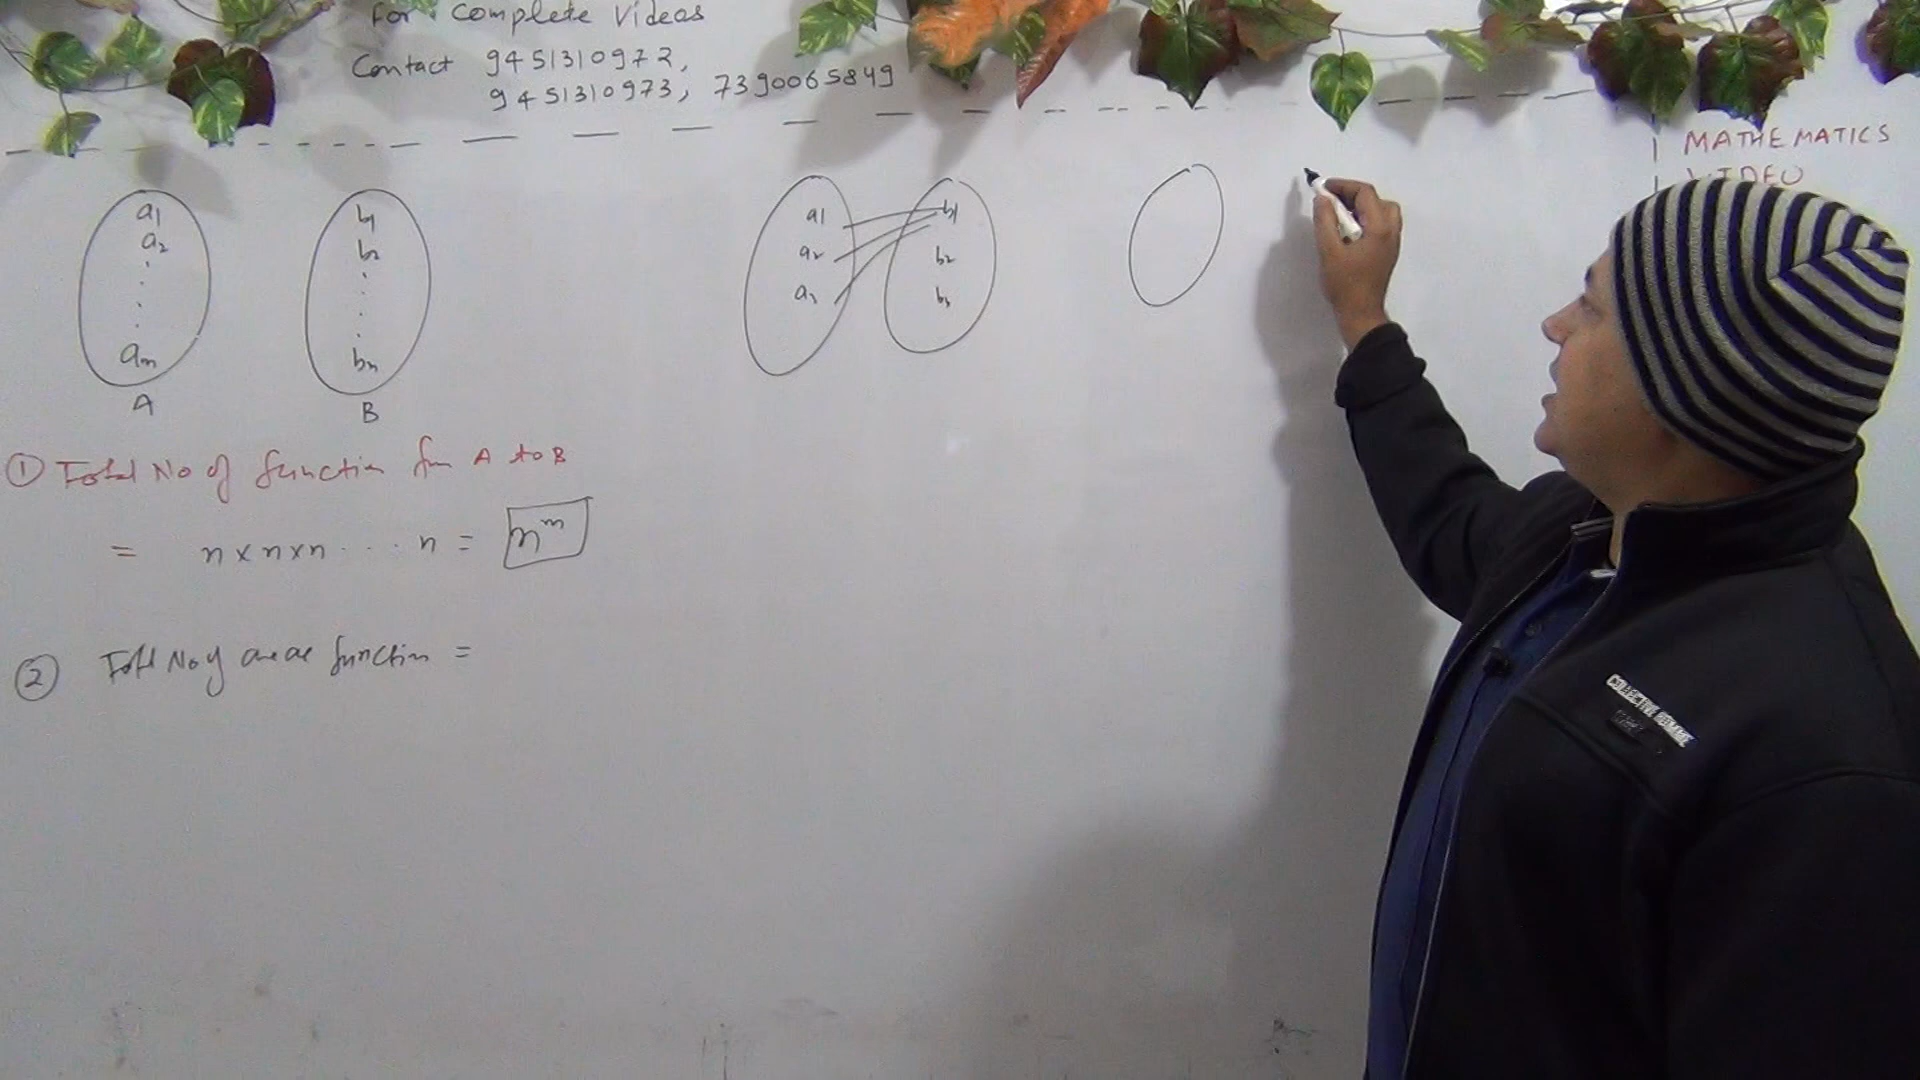 For Complete Videos
Contact 9451310972,
9451310973, 7390065849
MATHEMATICS
VIDEO
a1
a2
am
A
b1
b2
bn
B
a1
a2
a3
b1
b2
b3
① Total No of function from A to B
= n × n × n . . . . n = n^m
② Total No of one one function =